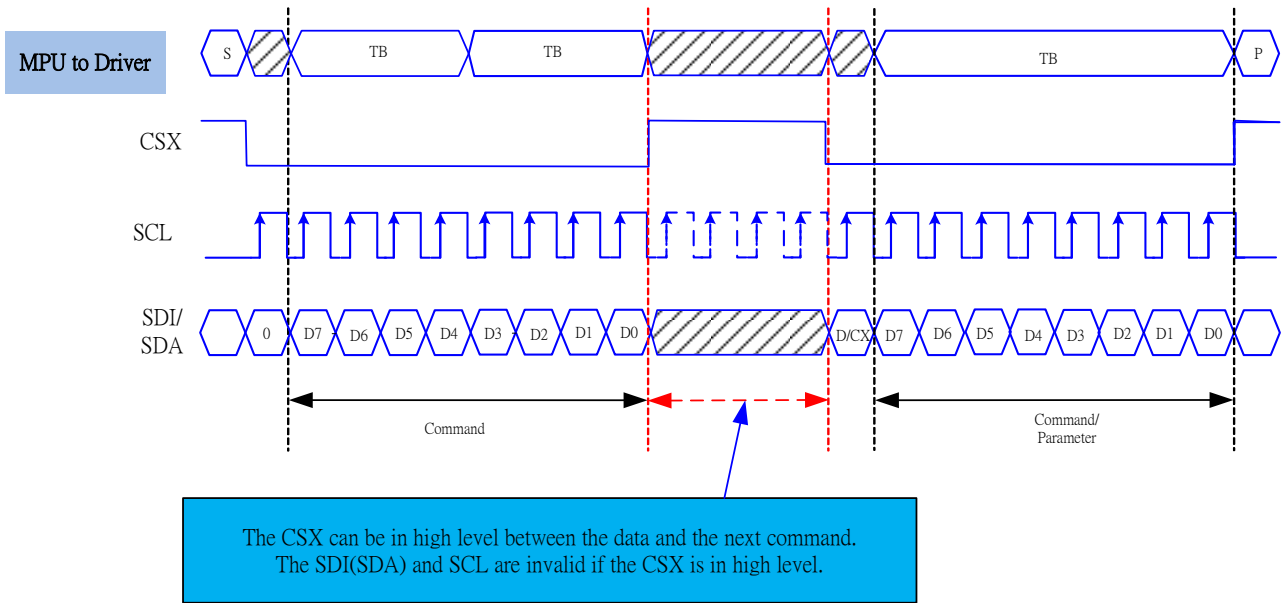 MPU to Driver
S TB TB TB P
CSX
SCL
SDI/
SDA
0 D7 D6 D5 D4 D3 D2 D1 D0 D/CX D7 D6 D5 D4 D3 D2 D1 D0
Command
Command/
Parameter
The CSX can be in high level between the data and the next command.
The SDI(SDA) and SCL are invalid if the CSX is in high level.